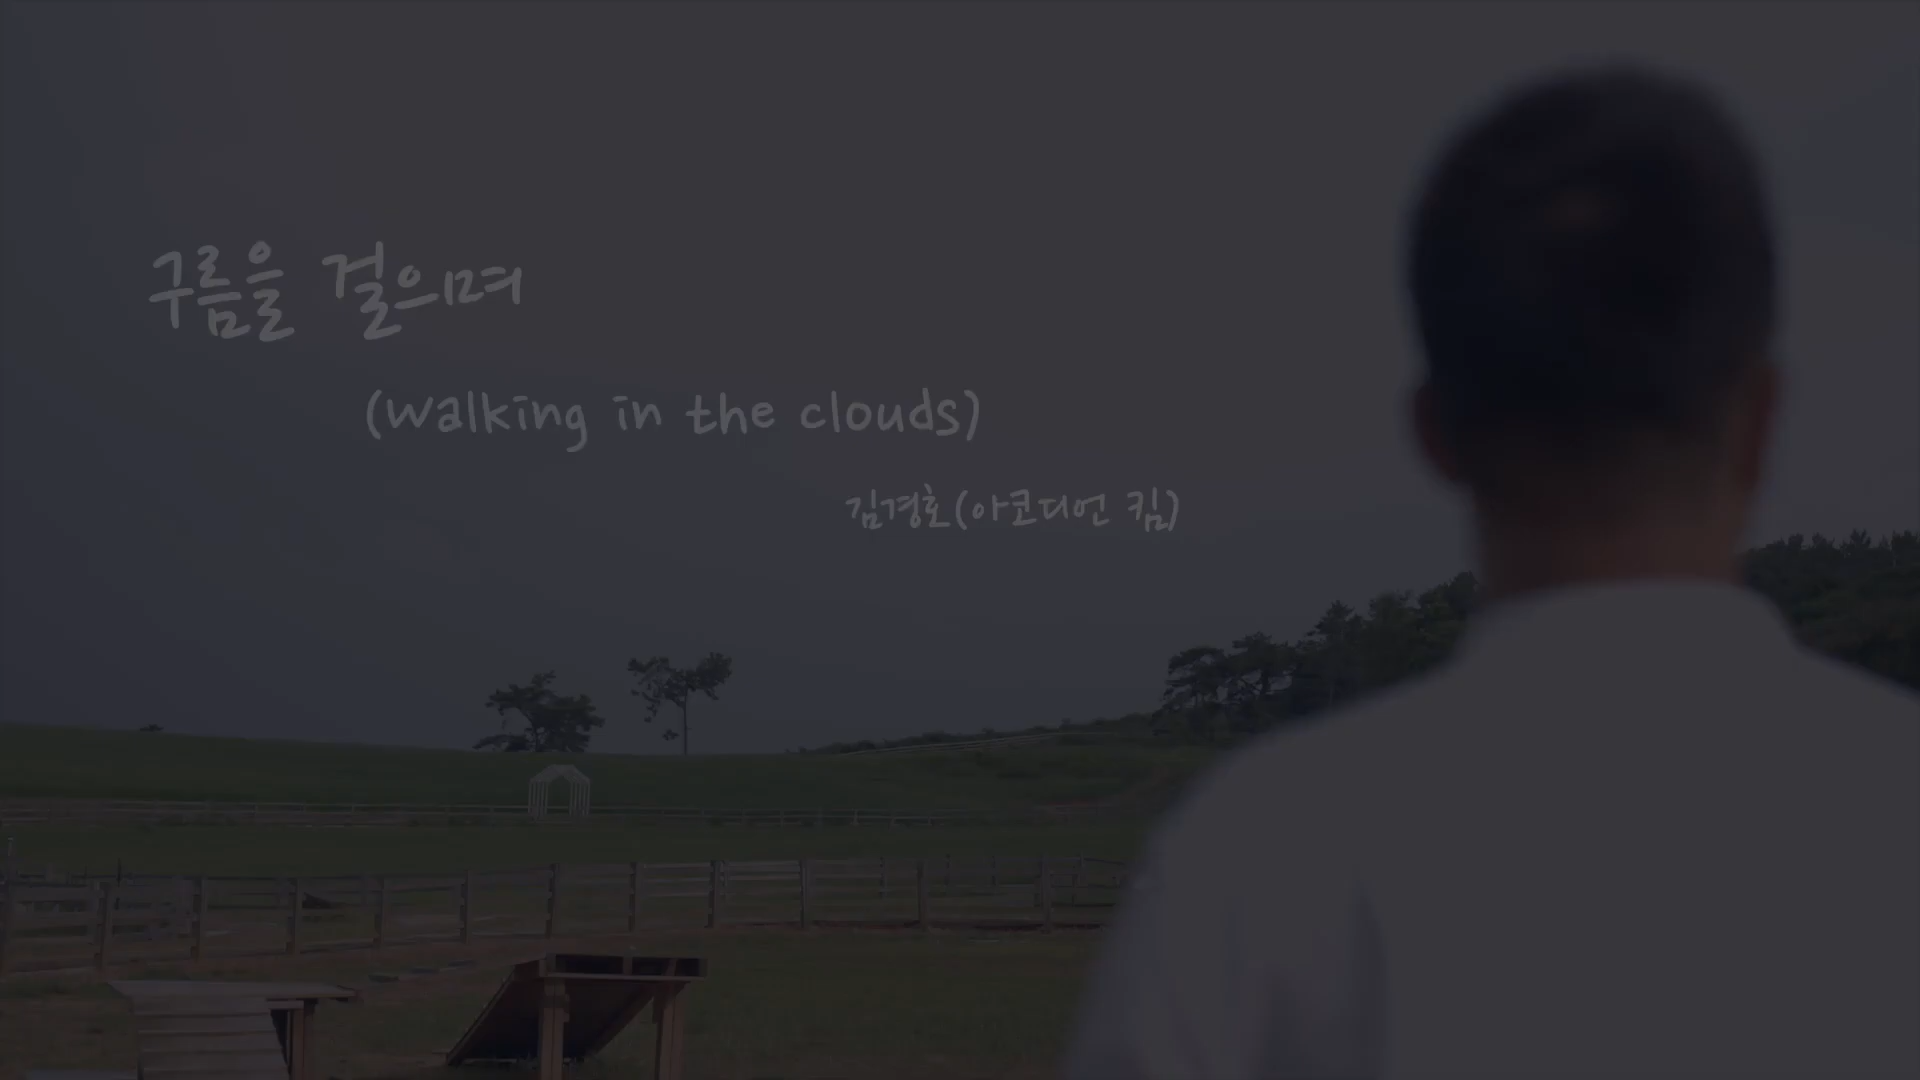 구름을 걸으며
(walking in the clouds)
김경호(아코디언 킴)